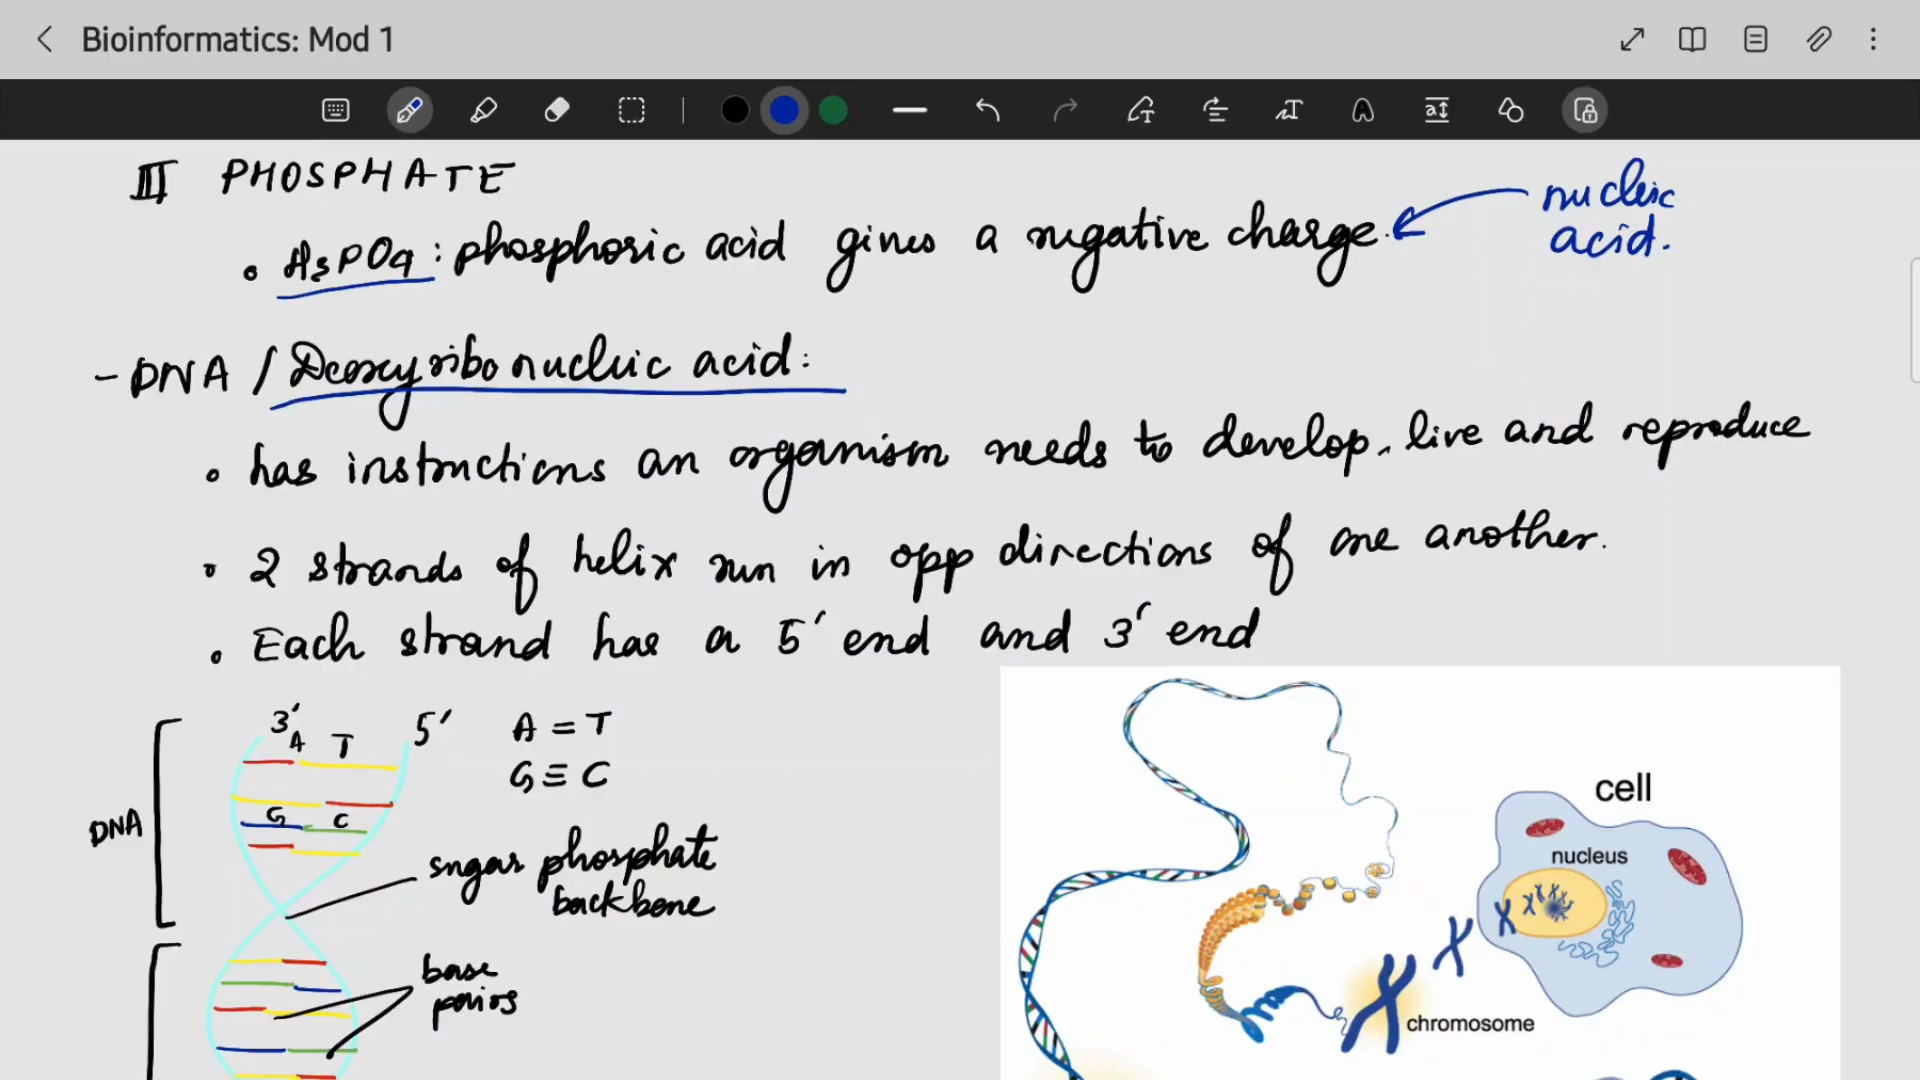 Bioinformatics: Mod 1
III PHOSPHATE
• H3PO4 : phosphoric acid gives a negative charge.
nucleic
acid.
- DNA / Deoxyribonucleic acid:
• has instructions an organism needs to develop, live and reproduce
• 2 strands of helix run in opp directions of one another.
• Each strand has a 5' end and 3' end
3' 5' A = T
A T
G ≡ C
G C
DNA
sugar phosphate
backbone
base
pairs
cell
nucleus
chromosome